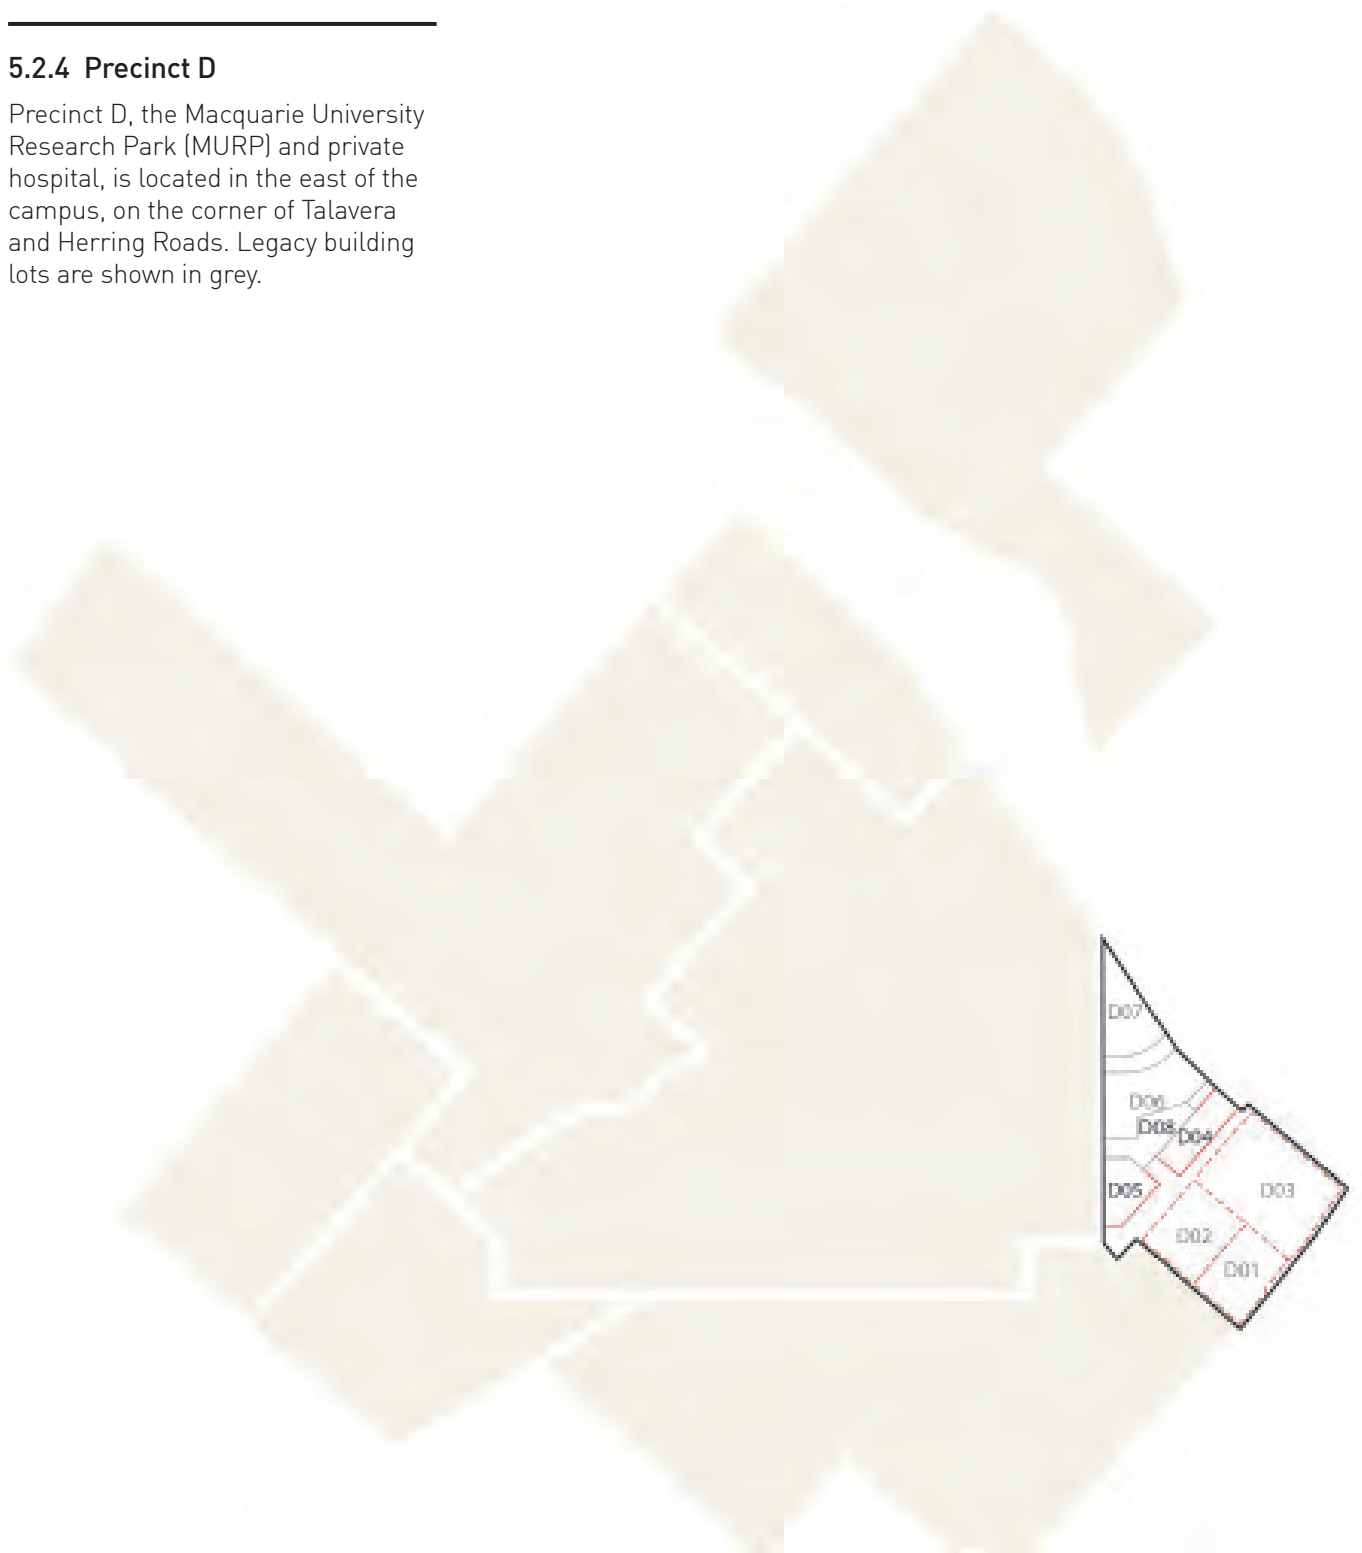 5.2.4 Precinct D
Precinct D, the Macquarie University
Research Park (MURP) and private
hospital, is located in the east of the
campus, on the corner of Talavera
and Herring Roads. Legacy building
lots are shown in grey.
D07
D06
D08
D04
D05
D03
D02
D01